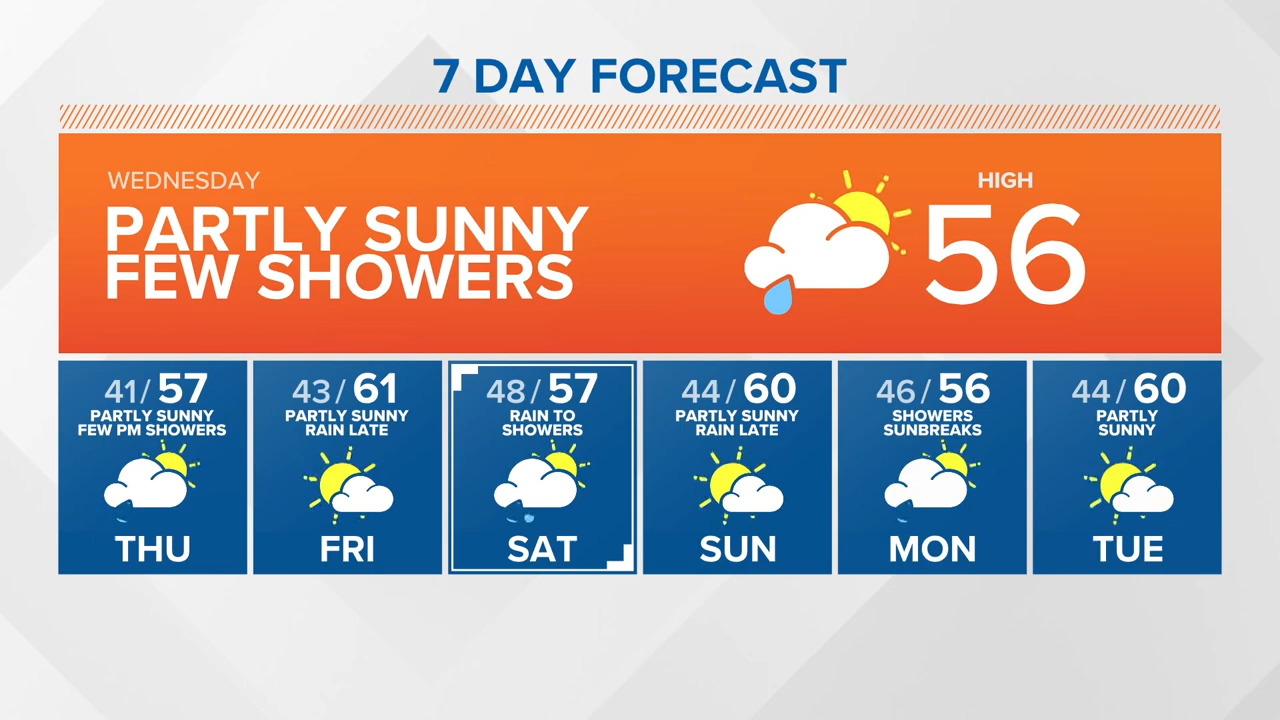 7 DAY FORECAST
WEDNESDAY
PARTLY SUNNY
FEW SHOWERS
HIGH
56
41/57
PARTLY SUNNY
FEW PM SHOWERS
THU
43/61
PARTLY SUNNY
RAIN LATE
FRI
48/57
RAIN TO
SHOWERS
SAT
44/60
PARTLY SUNNY
RAIN LATE
SUN
46/56
SHOWERS
SUNBREAKS
MON
44/60
PARTLY
SUNNY
TUE